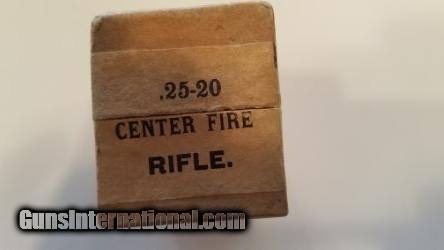 .25-20
CENTER FIRE
RIFLE.
GunsInternational.com